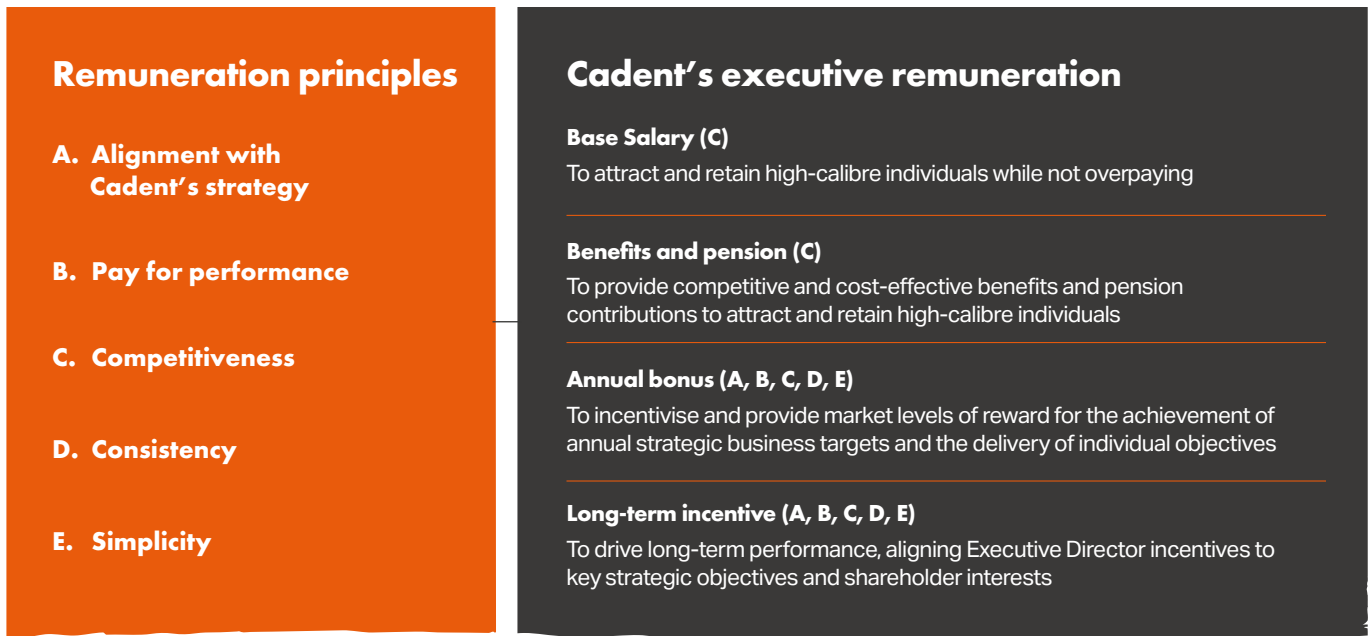 Remuneration principles
A. Alignment with
Cadent’s strategy
B. Pay for performance
C. Competitiveness
D. Consistency
E. Simplicity
Cadent’s executive remuneration
Base Salary (C)
To attract and retain high-calibre individuals while not overpaying
Benefits and pension (C)
To provide competitive and cost-effective benefits and pension
contributions to attract and retain high-calibre individuals
Annual bonus (A, B, C, D, E)
To incentivise and provide market levels of reward for the achievement of
annual strategic business targets and the delivery of individual objectives
Long-term incentive (A, B, C, D, E)
To drive long-term performance, aligning Executive Director incentives to
key strategic objectives and shareholder interests